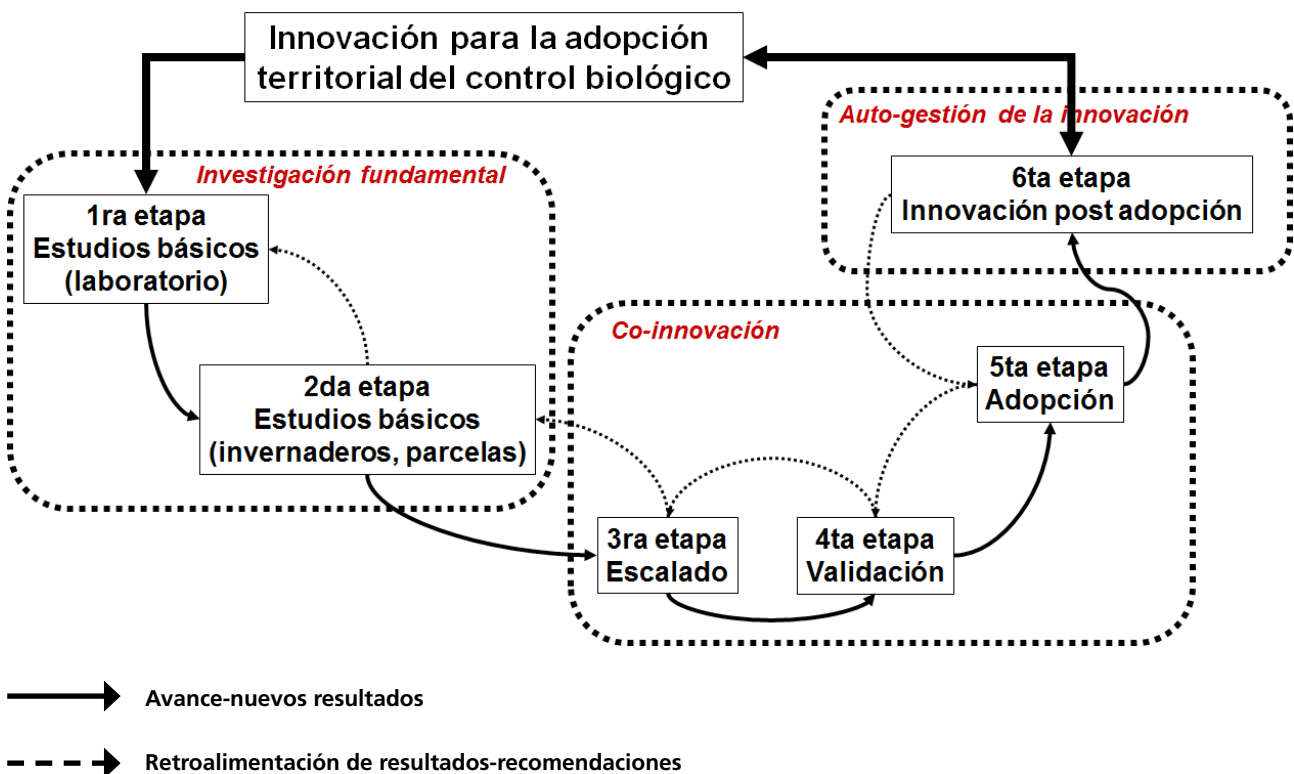 Innovación para la adopción
territorial del control biológico
Auto-gestión de la innovación
6ta etapa
Innovación post adopción
Investigación fundamental
1ra etapa
Estudios básicos
(laboratorio)
2da etapa
Estudios básicos
(invernaderos, parcelas)
Co-innovación
5ta etapa
Adopción
3ra etapa
Escalado
4ta etapa
Validación
Avance-nuevos resultados
Retroalimentación de resultados-recomendaciones